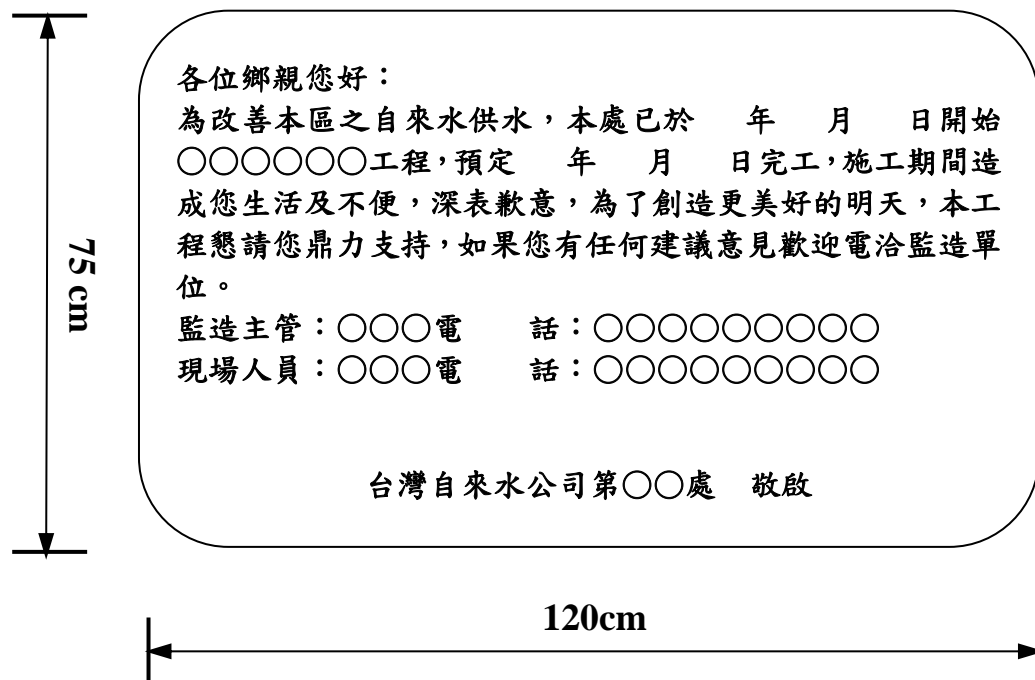 各位鄉親您好：
為改善本區之自來水供水，本處已於　年　月　日開始
○○○○○○工程，預定　年　月　日完工，施工期間造
成您生活及不便，深表歉意，為了創造更美好的明天，本工
程懇請您鼎力支持，如果您有任何建議意見歡迎電洽監造單
位。
監造主管：○○○電　　話：○○○○○○○○○
現場人員：○○○電　　話：○○○○○○○○○
台灣自來水公司第○○處　敬啟
75 cm
120cm